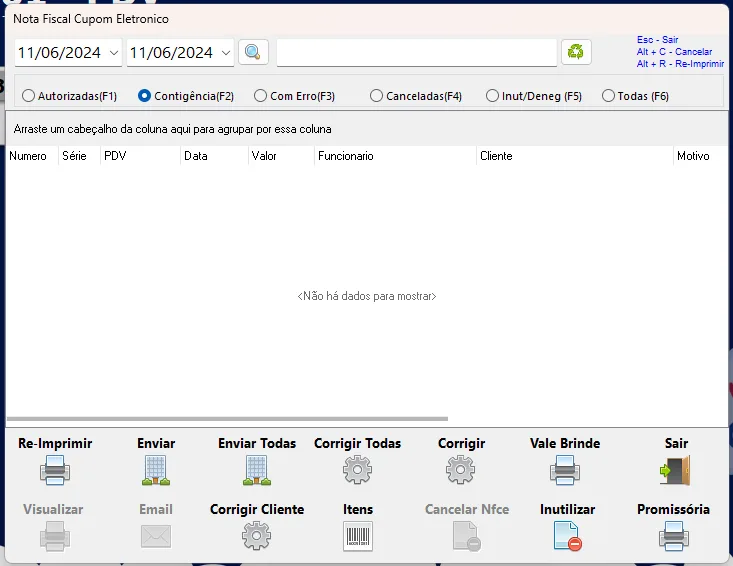 Nota Fiscal Cupom Eletronico
11/06/2024 11/06/2024
Esc - Sair
Alt + C - Cancelar
Alt + R - Re-Imprimir
Autorizadas(F1) Contigência(F2) Com Erro(F3) Canceladas(F4) Inut/Deneg (F5) Todas (F6)
Arraste um cabeçalho da coluna aqui para agrupar por essa coluna
Numero Série PDV Data Valor Funcionario Cliente Motivo
<Não há dados para mostrar>
Re-Imprimir Enviar Enviar Todas Corrigir Todas Corrigir Vale Brinde Sair
Visualizar Email Corrigir Cliente Itens Cancelar Nfce Inutilizar Promissória